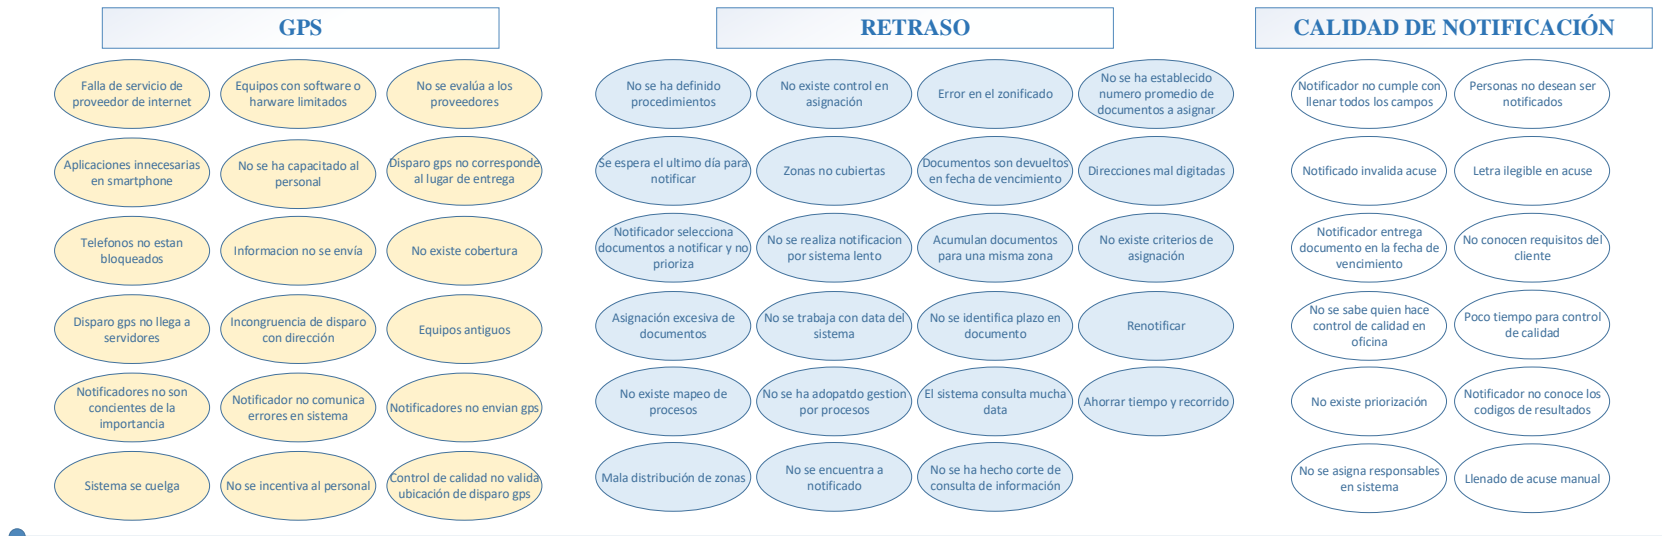 GPS
Falla de servicio de
proveedor de internet
Equipos con software o
harware limitados
No se evalúa a los
proveedores
Aplicaciones innecesarias
en smartphone
No se ha capacitado al
personal
Disparo gps no corresponde
al lugar de entrega
Telefonos no estan
bloqueados
Informacion no se envía
No existe cobertura
Disparo gps no llega a
servidores
Incongruencia de disparo
con dirección
Equipos antiguos
Notificadores no son
concientes de la
importancia
Notificador no comunica
errores en sistema
Notificadores no envian gps
Sistema se cuelga
No se incentiva al personal
Control de calidad no valida
ubicación de disparo gps
RETRASO
No se ha definido
procedimientos
No existe control en
asignación
Error en el zonificado
No se ha establecido
numero promedio de
documentos a asignar
Se espera el ultimo día para
notificar
Zonas no cubiertas
Documentos son devueltos
en fecha de vencimiento
Direcciones mal digitadas
Notificador selecciona
documentos a notificar y no
prioriza
No se realiza notificacion
por sistema lento
Acumulan documentos
para una misma zona
No existe criterios de
asignación
Asignación excesiva de
documentos
No se trabaja con data del
sistema
No se identifica plazo en
documento
Renotificar
No existe mapeo de
procesos
No se ha adopatdo gestion
por procesos
El sistema consulta mucha
data
Ahorrar tiempo y recorrido
Mala distribución de zonas
No se encuentra a
notificado
No se ha hecho corte de
consulta de información
CALIDAD DE NOTIFICACIÓN
Notificador no cumple con
llenar todos los campos
Personas no desean ser
notificados
Notificado invalida acuse
Letra ilegible en acuse
Notificador entrega
documento en la fecha de
vencimiento
No conocen requisitos del
cliente
No se sabe quien hace
control de calidad en
oficina
Poco tiempo para control
de calidad
No existe priorización
Notificador no conoce los
codigos de resultados
No se asigna responsables
en sistema
Llenado de acuse manual